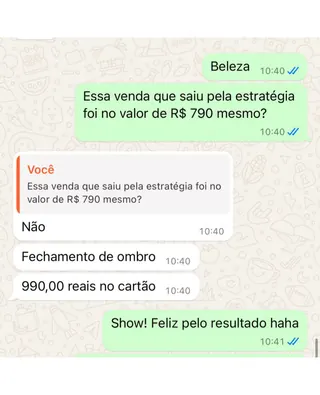 Beleza 10:40
Essa venda que saiu pela estratégia
foi no valor de R$ 790 mesmo?
10:40
Você
Essa venda que saiu pela estratégia foi no
valor de R$ 790 mesmo?
Não 10:40
Fechamento de ombro 10:40
990,00 reais no cartão 10:40
Show! Feliz pelo resultado haha
10:41